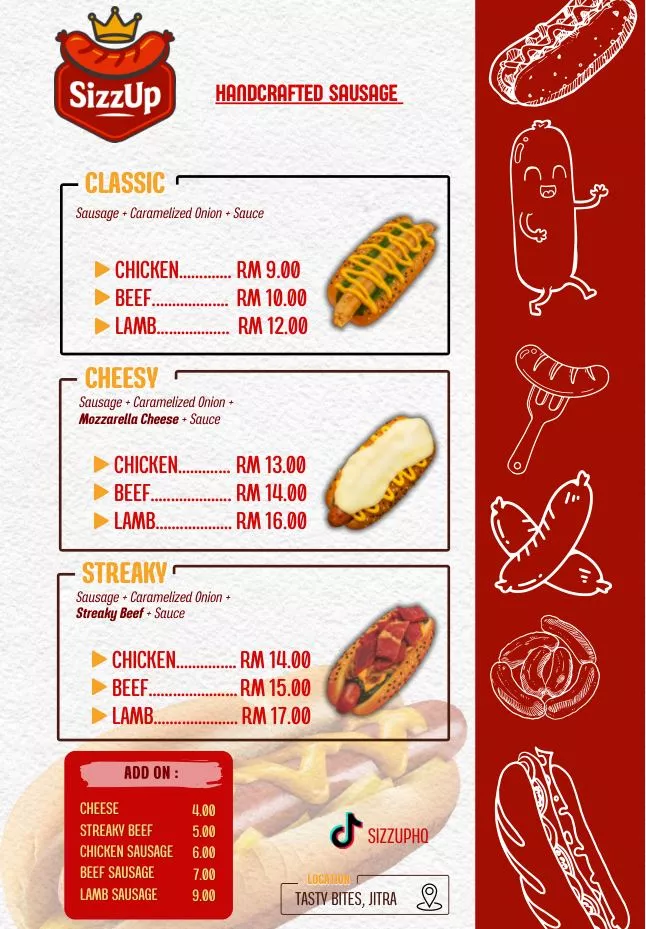 SizzUp
HANDCRAFTED SAUSAGE
CLASSIC
Sausage + Caramelized Onion + Sauce
CHICKEN............. RM 9.00
BEEF................... RM 10.00
LAMB.................. RM 12.00
CHEESY
Sausage + Caramelized Onion +
Mozzarella Cheese + Sauce
CHICKEN............. RM 13.00
BEEF.................... RM 14.00
LAMB................... RM 16.00
STREAKY
Sausage + Caramelized Onion +
Streaky Beef + Sauce
CHICKEN............... RM 14.00
BEEF...................... RM 15.00
LAMB..................... RM 17.00
ADD ON :
CHEESE 4.00
STREAKY BEEF 5.00
CHICKEN SAUSAGE 6.00
BEEF SAUSAGE 7.00
LAMB SAUSAGE 9.00
SIZZUPHQ
LOCATION
TASTY BITES, JITRA